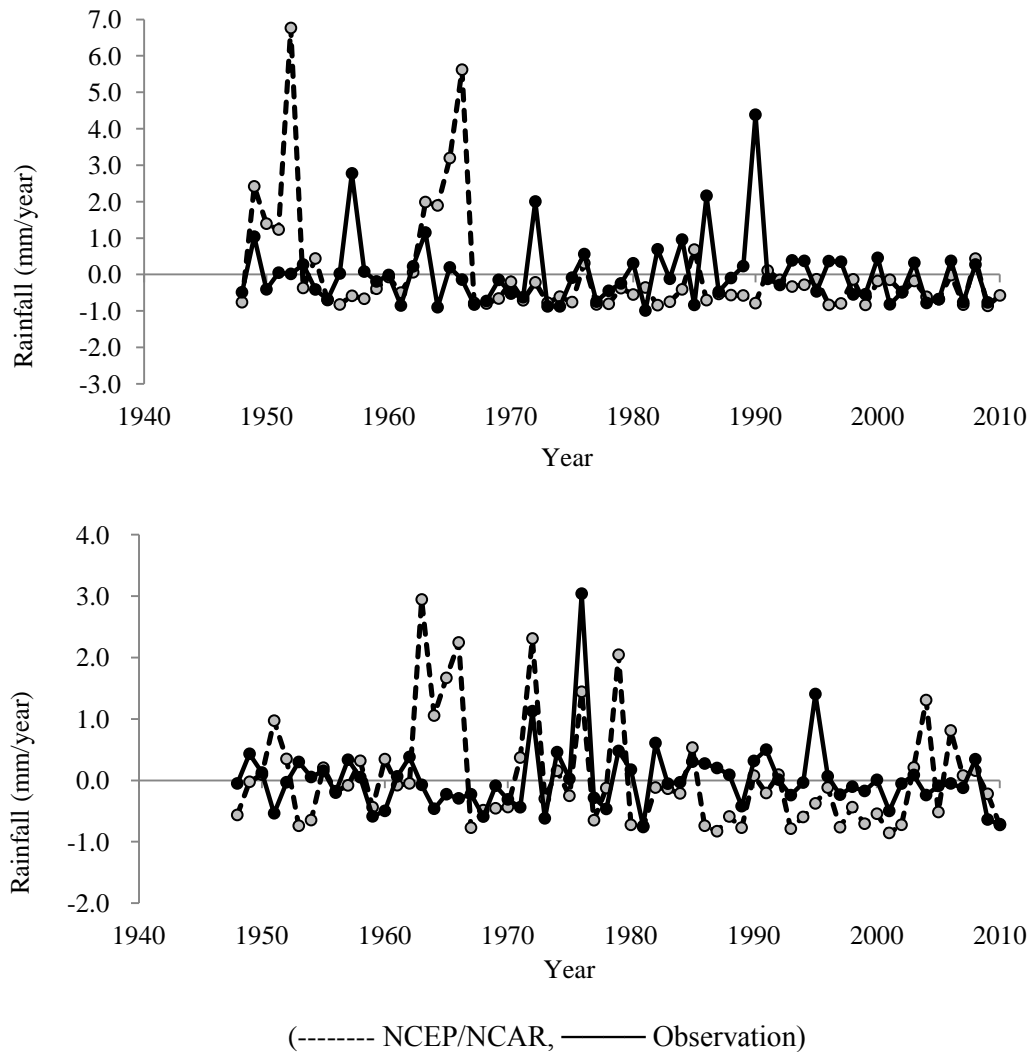 7.0
6.0
5.0
4.0
3.0
2.0
1.0
0.0
-1.0
-2.0
-3.0
Rainfall (mm/year)
1940 1950 1960 1970 1980 1990 2000 2010
Year
4.0
3.0
2.0
1.0
0.0
-1.0
-2.0
Rainfall (mm/year)
1940 1950 1960 1970 1980 1990 2000 2010
Year
(--------- NCEP/NCAR, ——— Observation)